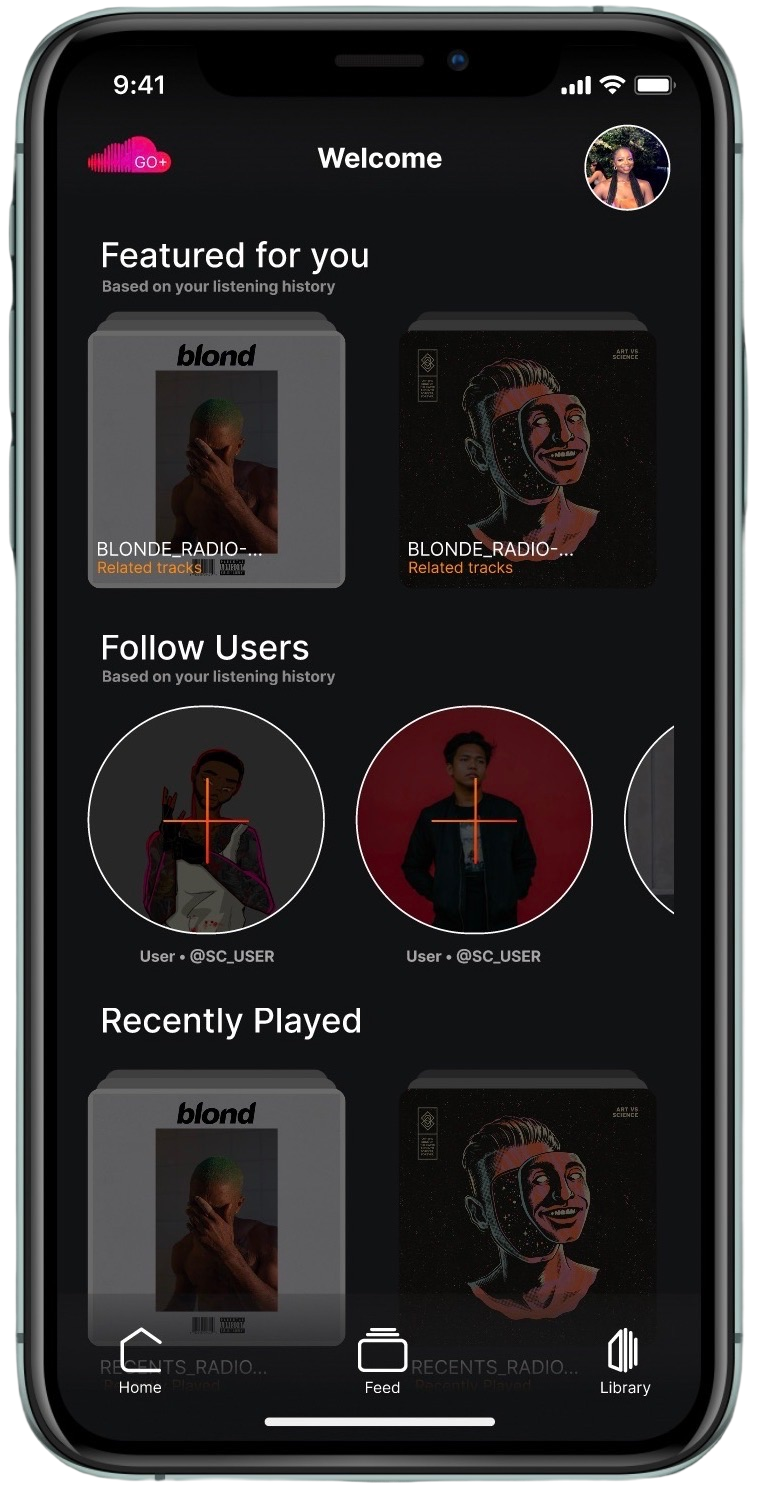 9:41
GO+
Welcome
Featured for you
Based on your listening history
blond
ART VS
SCIENCE
BLONDE_RADIO-...
Related tracks
BLONDE_RADIO-...
Related tracks
Follow Users
Based on your listening history
User • @SC_USER
User • @SC_USER
Recently Played
blond
ART VS
SCIENCE
RECENTS_RADIO...
RECENTS_RADIO...
Recently Played
Home
Feed
Library